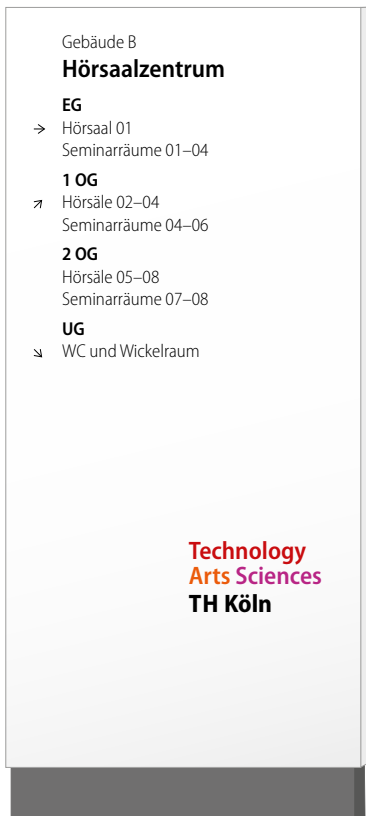 Gebäude B
Hörsaalzentrum
EG
→ Hörsaal 01
Seminarräume 01–04
1 OG
↗ Hörsäle 02–04
Seminarräume 04–06
2 OG
Hörsäle 05–08
Seminarräume 07–08
UG
↘ WC und Wickelraum
Technology
Arts Sciences
TH Köln